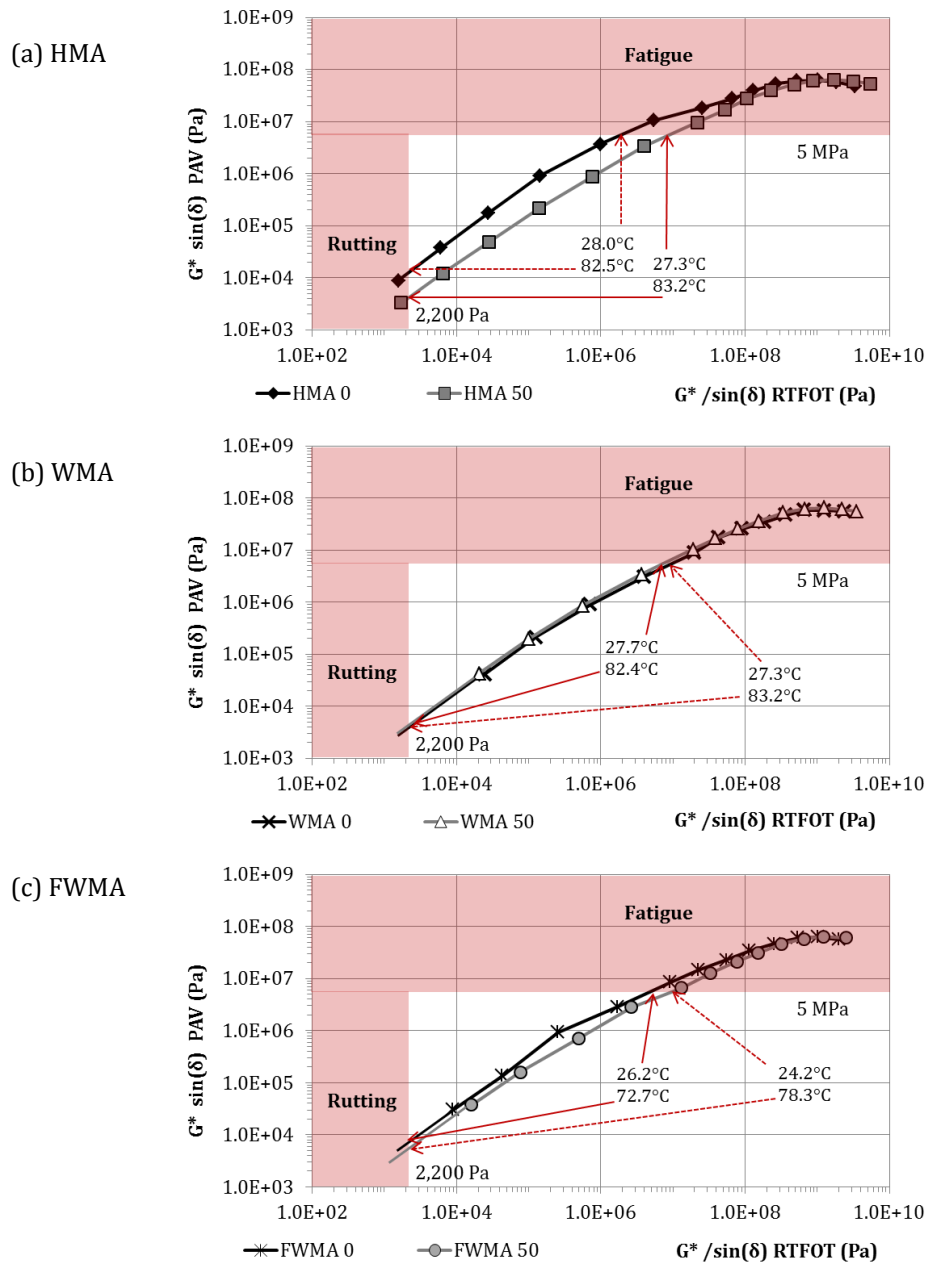 (a) HMA
G* sin(δ) PAV (Pa)
1.0E+09
1.0E+08
1.0E+07
1.0E+06
1.0E+05
1.0E+04
1.0E+03
Fatigue
5 MPa
Rutting
28.0°C
82.5°C
27.3°C
83.2°C
2,200 Pa
1.0E+02 1.0E+04 1.0E+06 1.0E+08 1.0E+10
HMA 0 HMA 50 G* /sin(δ) RTFOT (Pa)
(b) WMA
G* sin(δ) PAV (Pa)
1.0E+09
1.0E+08
1.0E+07
1.0E+06
1.0E+05
1.0E+04
1.0E+03
Fatigue
5 MPa
Rutting
27.7°C
82.4°C
27.3°C
83.2°C
2,200 Pa
1.0E+02 1.0E+04 1.0E+06 1.0E+08 1.0E+10
WMA 0 WMA 50 G* /sin(δ) RTFOT (Pa)
(c) FWMA
G* sin(δ) PAV (Pa)
1.0E+09
1.0E+08
1.0E+07
1.0E+06
1.0E+05
1.0E+04
1.0E+03
Fatigue
5 MPa
Rutting
26.2°C
72.7°C
24.2°C
78.3°C
2,200 Pa
1.0E+02 1.0E+04 1.0E+06 1.0E+08 1.0E+10
FWMA 0 FWMA 50 G* /sin(δ) RTFOT (Pa)